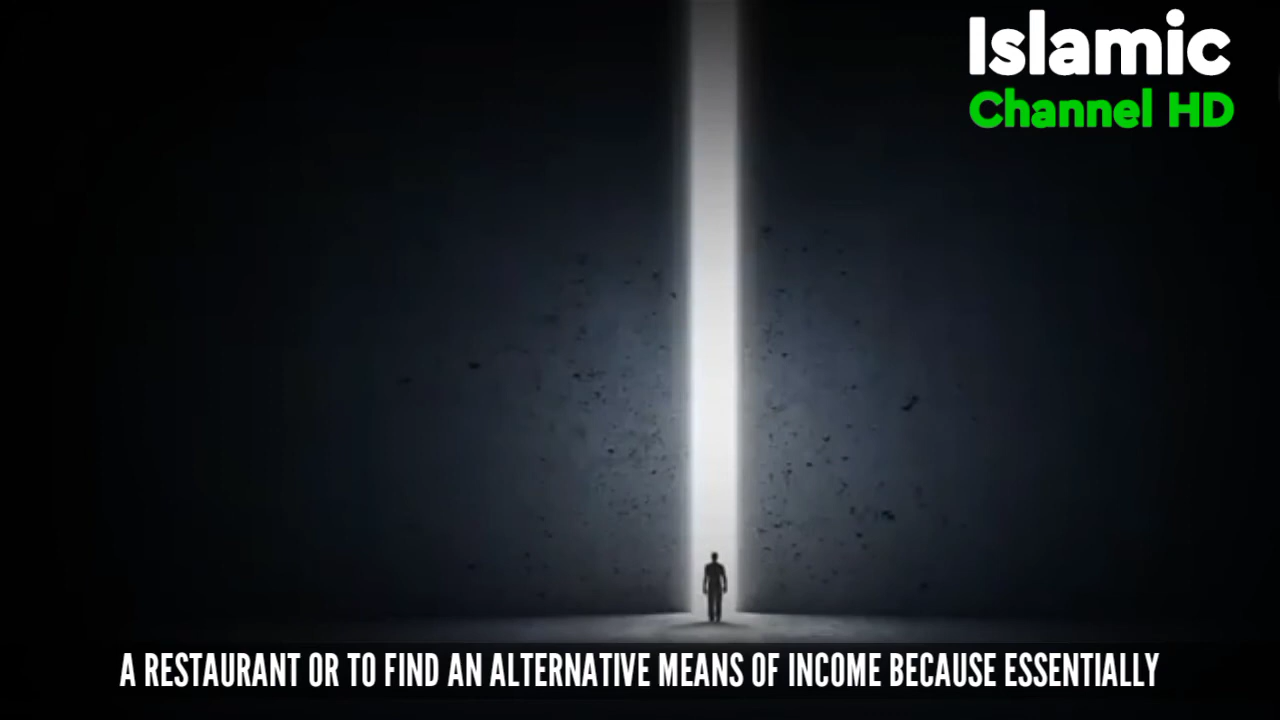 Islamic
Channel HD
A RESTAURANT OR TO FIND AN ALTERNATIVE MEANS OF INCOME BECAUSE ESSENTIALLY